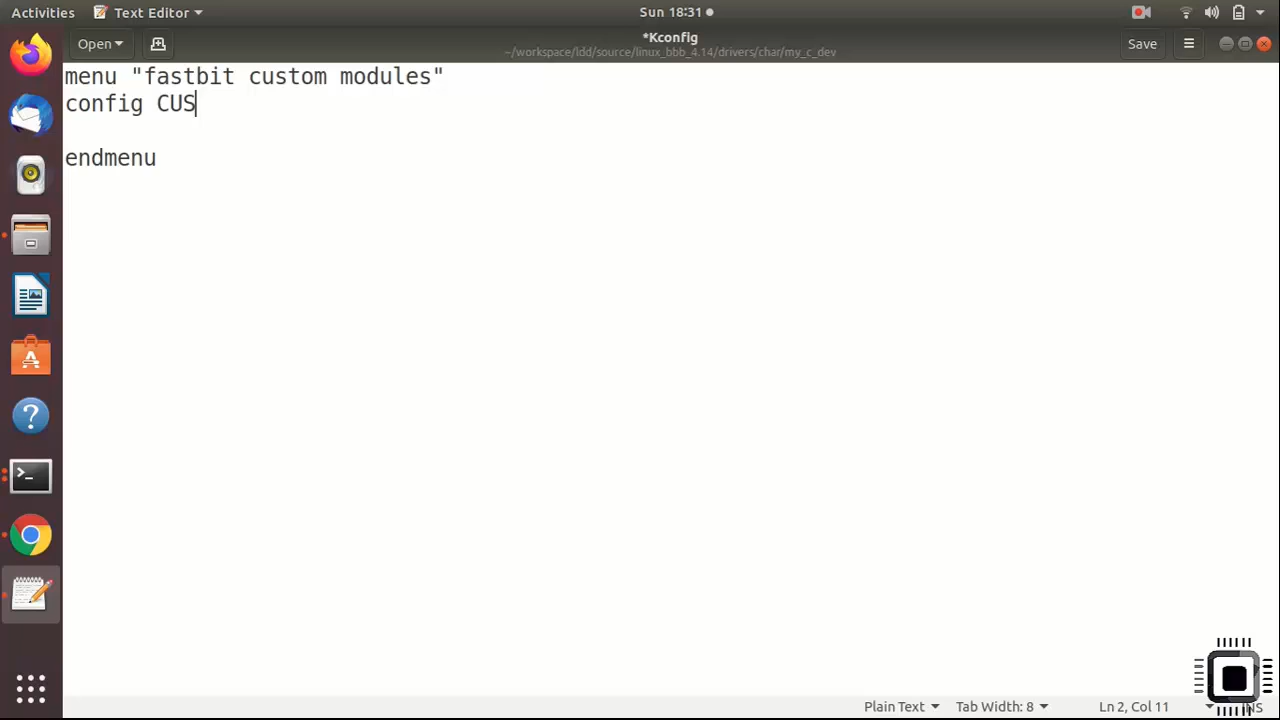 Activities Text Editor Sun 18:31
Open *Kconfig Save
~/workspace/ldd/source/linux_bbb_4.14/drivers/char/my_c_dev
menu "fastbit custom modules"
config CUS
endmenu
Plain Text Tab Width: 8 Ln 2, Col 11